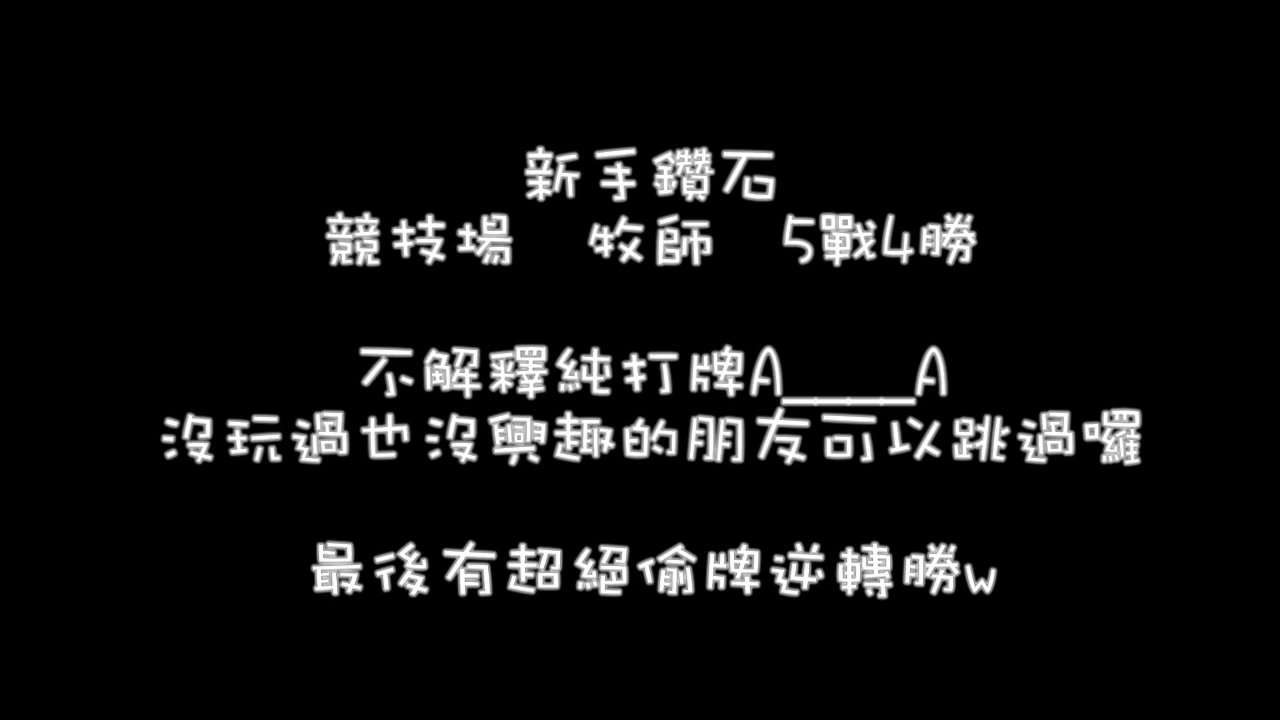 新手鑽石
競技場　牧師　5戰4勝
不解釋純打牌A____A
沒玩過也沒興趣的朋友可以跳過囉
最後有超絕偷牌逆轉勝w